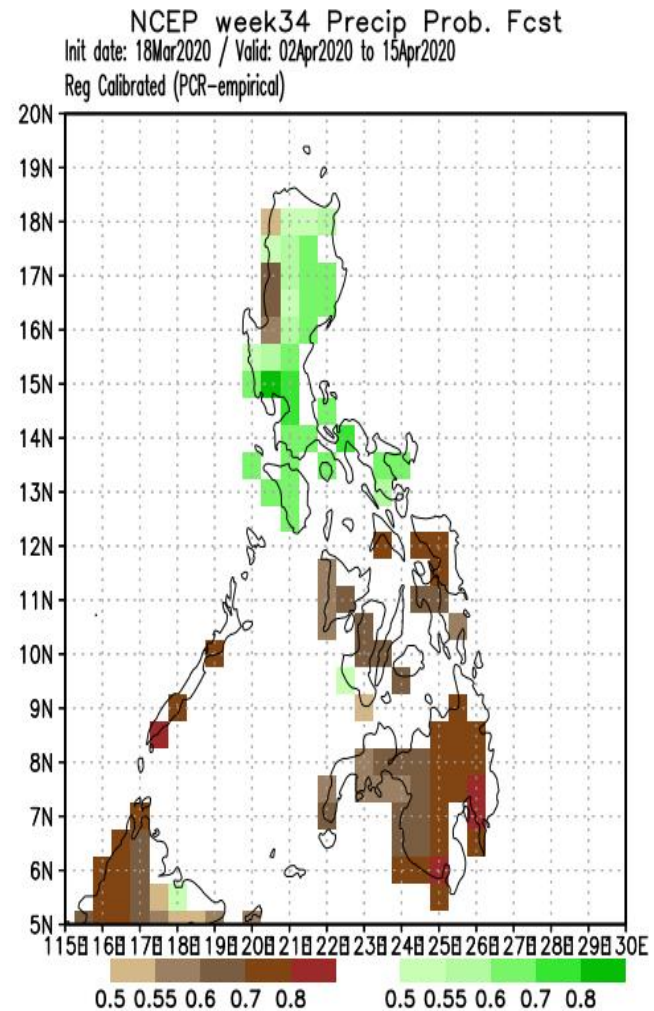 NCEP week34 Precip Prob. Fcst
Init date: 18Mar2020 / Valid: 02Apr2020 to 15Apr2020
Reg Calibrated (PCR-empirical)
20N
19N
18N
17N
16N
15N
14N
13N
12N
11N
10N
9N
8N
7N
6N
5N
115E 116E 117E 118E 119E 120E 121E 122E 123E 124E 125E 126E 127E 128E 129E 130E
0.5 0.55 0.6 0.7 0.8 0.5 0.55 0.6 0.7 0.8